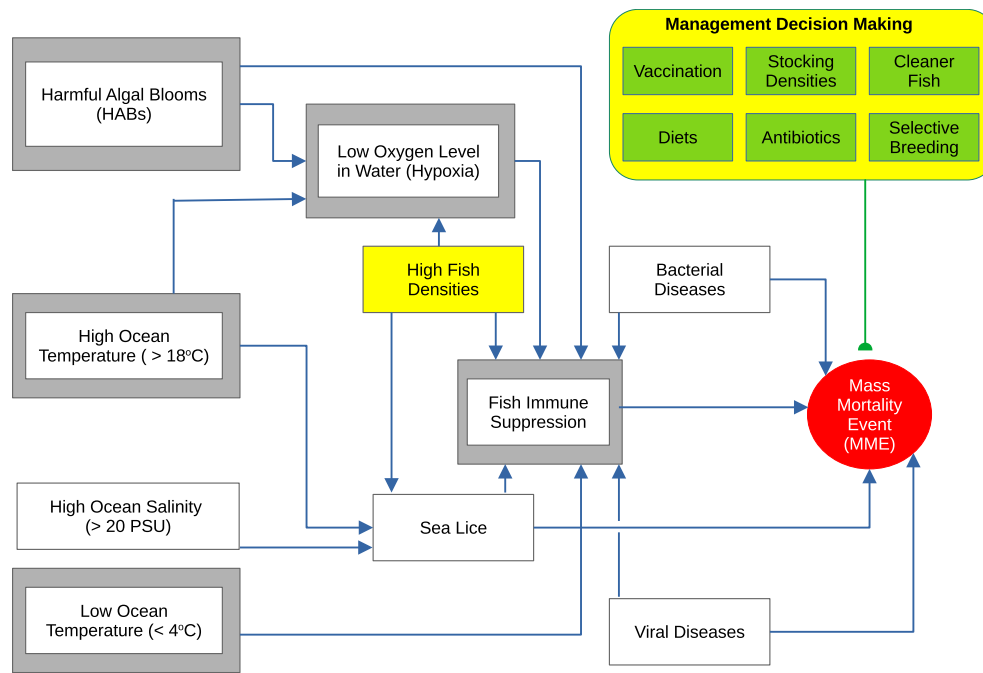 Management Decision Making
Vaccination
Stocking
Densities
Cleaner
Fish
Diets
Antibiotics
Selective
Breeding
Harmful Algal Blooms
(HABs)
Low Oxygen Level
in Water (Hypoxia)
High Fish
Densities
Bacterial
Diseases
High Ocean
Temperature ( > 18ºC)
Fish Immune
Suppression
Mass
Mortality
Event
(MME)
High Ocean Salinity
(> 20 PSU)
Sea Lice
Low Ocean
Temperature (< 4ºC)
Viral Diseases